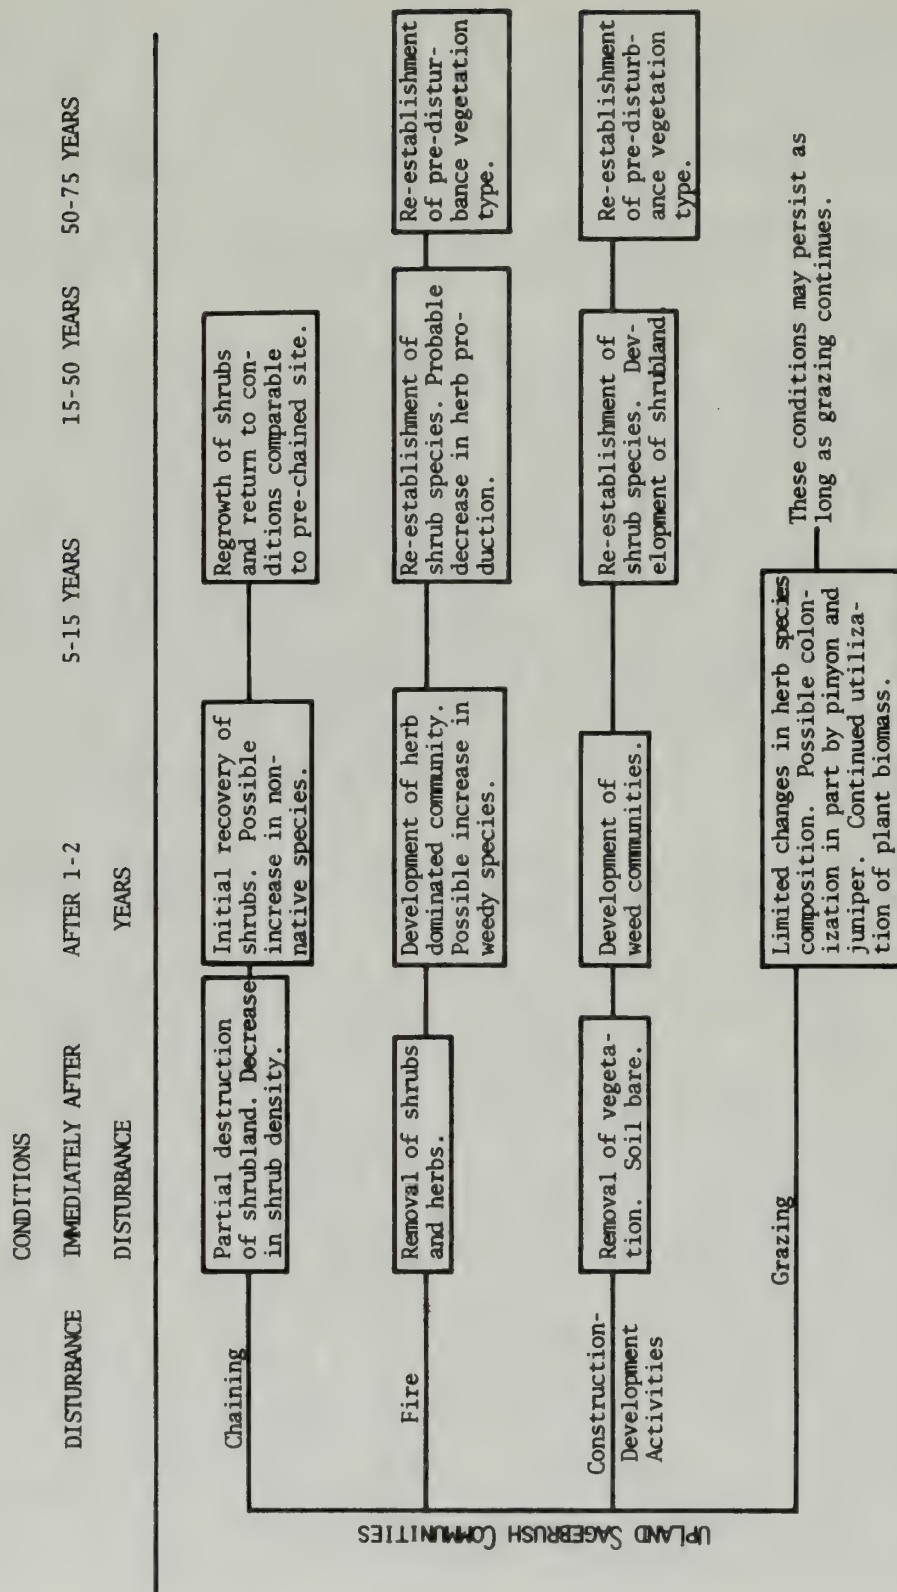 CONDITIONS
DISTURBANCE IMMEDIATELY AFTER AFTER 1-2 5-15 YEARS 15-50 YEARS 50-75 YEARS
DISTURBANCE YEARS
UPLAND SAGEBRUSH COMMUNITIES
Chaining
Partial destruction
of shrubland. Decrease
in shrub density.
Initial recovery of
shrubs. Possible
increase in non-
native species.
Regrowth of shrubs
and return to con-
ditions comparable
to pre-chained site.
Fire
Removal of shrubs
and herbs.
Development of herb
dominated community.
Possible increase in
weedy species.
Re-establishment of
shrub species. Probable
decrease in herb pro-
duction.
Re-establishment
of pre-distur-
bance vegetation
type.
Construction-
Development
Activities
Removal of vegeta-
tion. Soil bare.
Development of
weed communities.
Re-establishment of
shrub species. Dev-
elopment of shrubland
Re-establishment
of pre-disturb-
ance vegetation
type.
Grazing
Limited changes in herb species
composition. Possible colon-
ization in part by pinyon and
juniper. Continued utiliza-
tion of plant biomass.
These conditions may persist as
long as grazing continues.